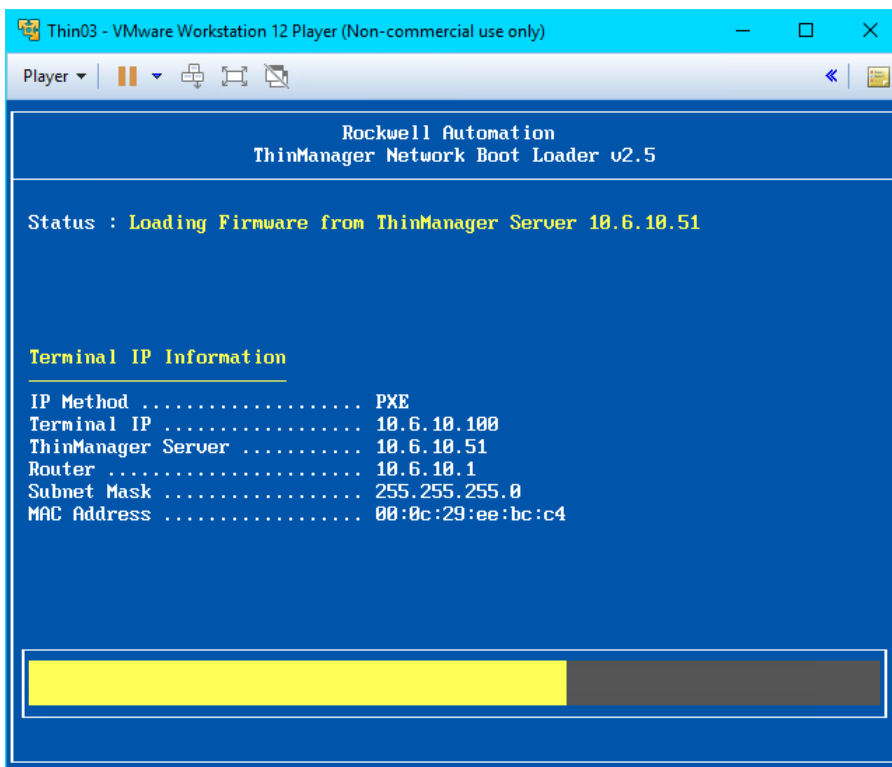 Thin03 - VMware Workstation 12 Player (Non-commercial use only)
Player
Rockwell Automation
ThinManager Network Boot Loader v2.5
Status : Loading Firmware from ThinManager Server 10.6.10.51
Terminal IP Information
IP Method .................... PXE
Terminal IP .................. 10.6.10.100
ThinManager Server ........... 10.6.10.51
Router ....................... 10.6.10.1
Subnet Mask .................. 255.255.255.0
MAC Address .................. 00:0c:29:ee:bc:c4